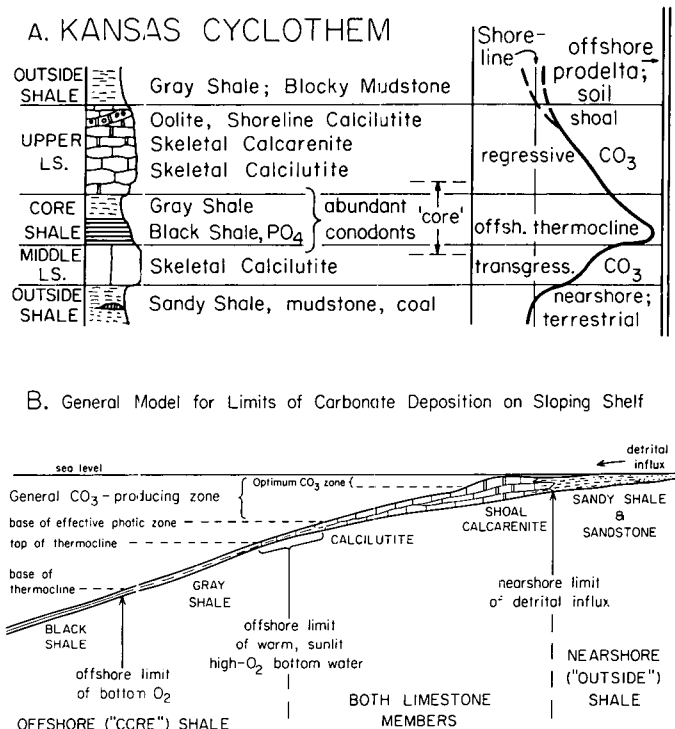 A. KANSAS CYCLOTHEM
Shore-
line
offshore
prodelta;
soil
OUTSIDE
SHALE
Gray Shale; Blocky Mudstone
shoal
UPPER
LS.
Oolite, Shoreline Calcilutite
Skeletal Calcarenite
Skeletal Calcilutite
regressive CO3
CORE
SHALE
Gray Shale
Black Shale, PO4
abundant
conodonts
'core'
offsh. thermocline
MIDDLE
LS.
Skeletal Calcilutite
transgress. CO3
OUTSIDE
SHALE
Sandy Shale, mudstone, coal
nearshore;
terrestrial
B. General Model for Limits of Carbonate Deposition on Sloping Shelf
sea level
detrital
influx
General CO3-producing zone
Optimum CO3 zone
base of effective photic zone
top of thermocline
base of
thermocline
CALCILUTITE
SHOAL
CALCARENITE
SANDY SHALE
&
SANDSTONE
GRAY
SHALE
BLACK
SHALE
offshore limit
of bottom O2
offshore limit
of warm, sunlit
high-O2 bottom water
nearshore limit
of detrital influx
OFFSHORE ("CCRE") SHALE
BOTH LIMESTONE
MEMBERS
NEARSHORE
("OUTSIDE")
SHALE